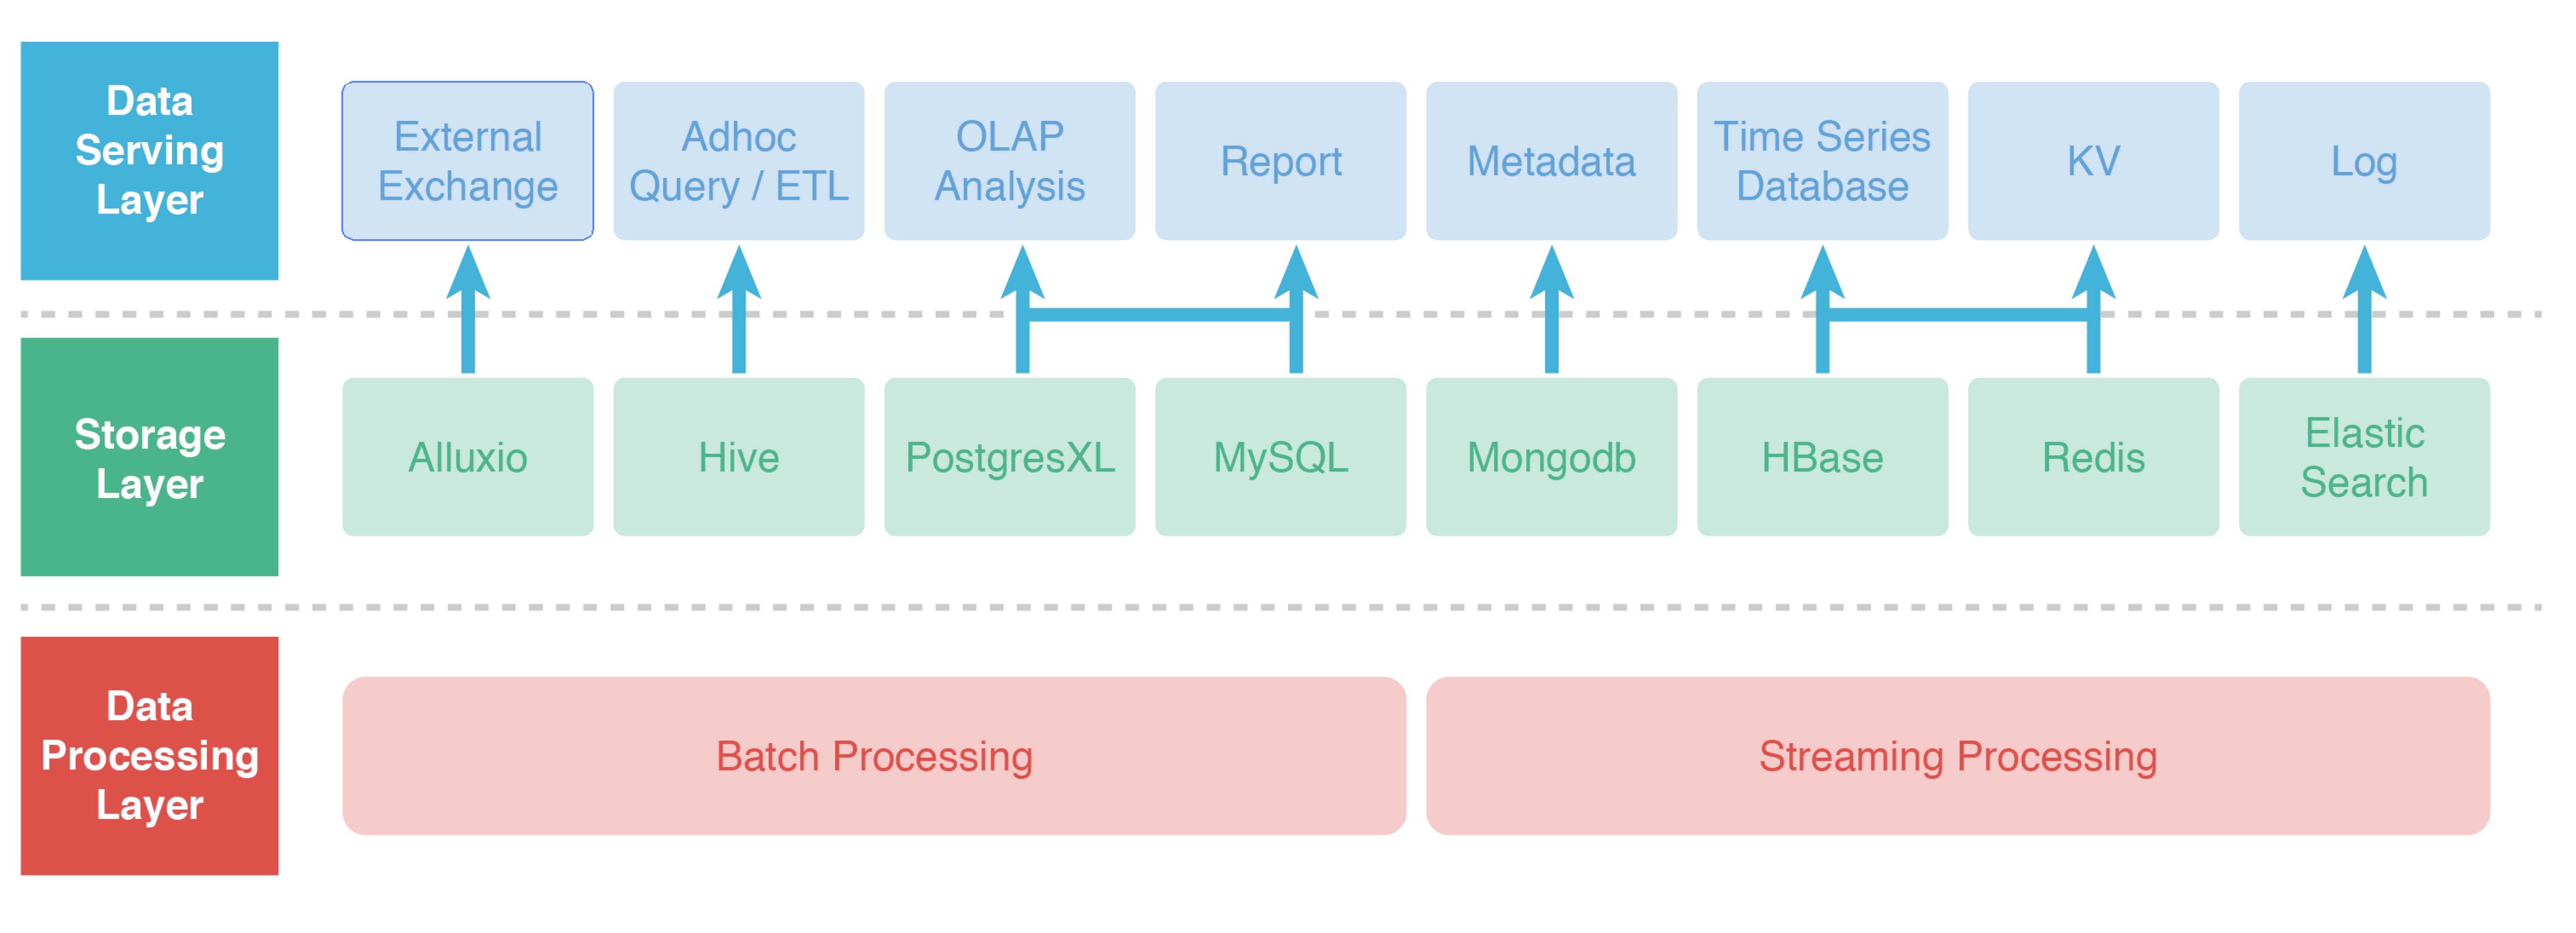 Data
Serving
Layer
External
Exchange
Adhoc
Query / ETL
OLAP
Analysis
Report
Metadata
Time Series
Database
KV
Log
Storage
Layer
Alluxio
Hive
PostgresXL
MySQL
Mongodb
HBase
Redis
Elastic
Search
Data
Processing
Layer
Batch Processing
Streaming Processing